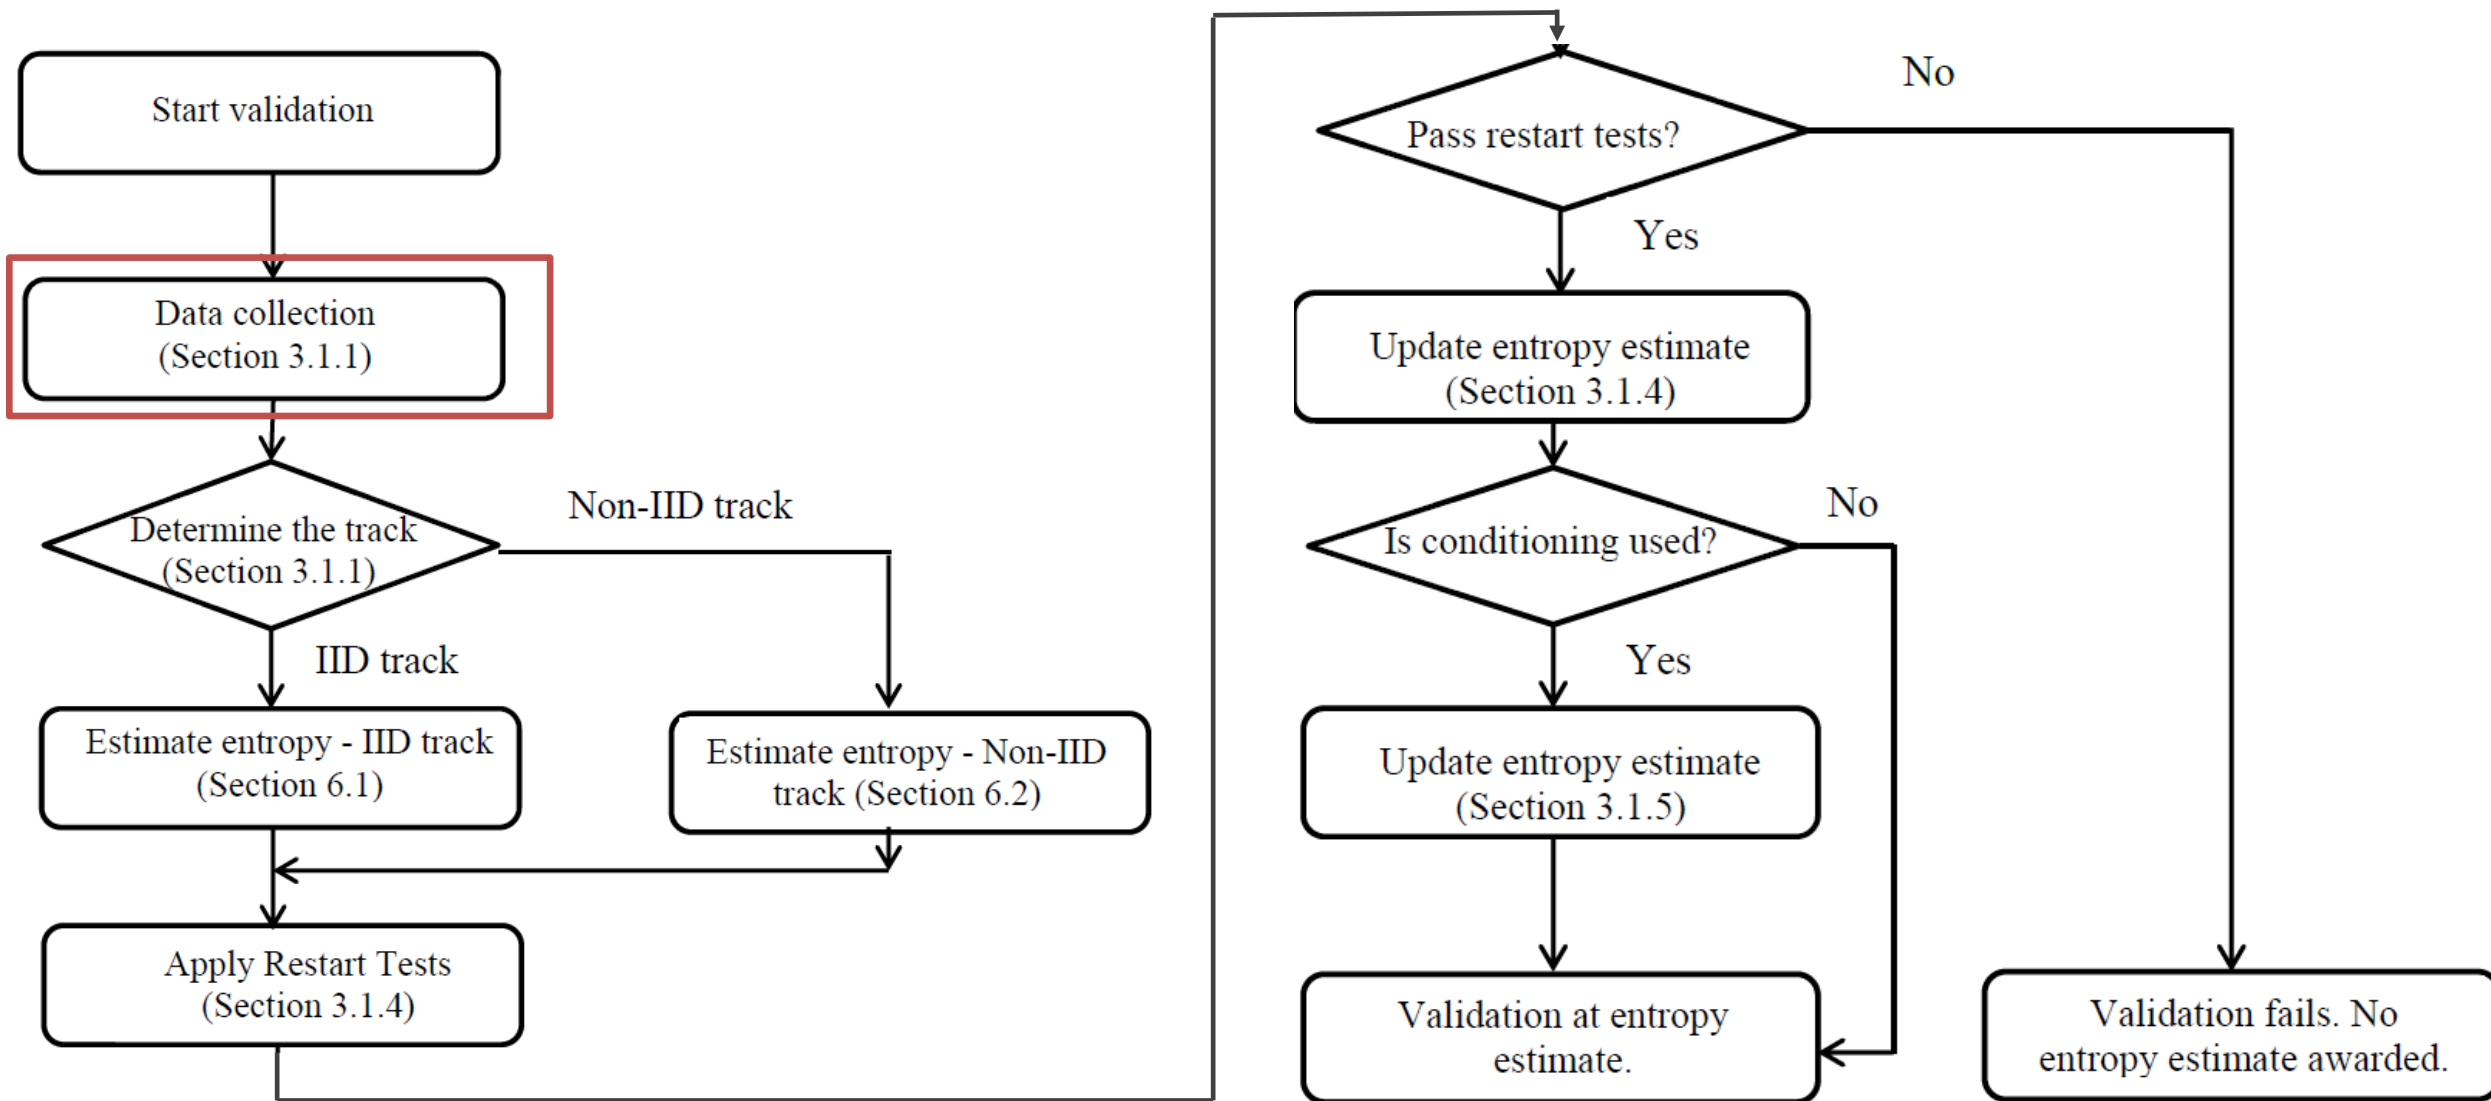 Start validation
Data collection
(Section 3.1.1)
Determine the track
(Section 3.1.1)
Non-IID track
IID track
Estimate entropy - IID track
(Section 6.1)
Estimate entropy - Non-IID
track (Section 6.2)
Apply Restart Tests
(Section 3.1.4)
Pass restart tests?
No
Yes
Update entropy estimate
(Section 3.1.4)
Is conditioning used?
No
Yes
Update entropy estimate
(Section 3.1.5)
Validation at entropy
estimate.
Validation fails. No
entropy estimate awarded.